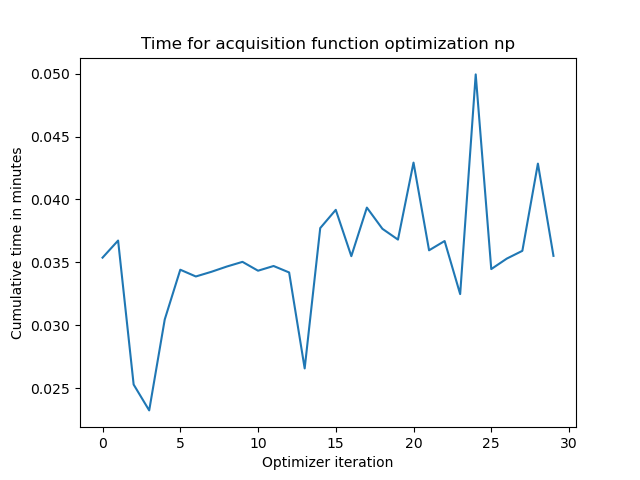 Time for acquisition function optimization np
0.050
0.045
0.040
0.035
0.030
0.025
Cumulative time in minutes
0 5 10 15 20 25 30
Optimizer iteration